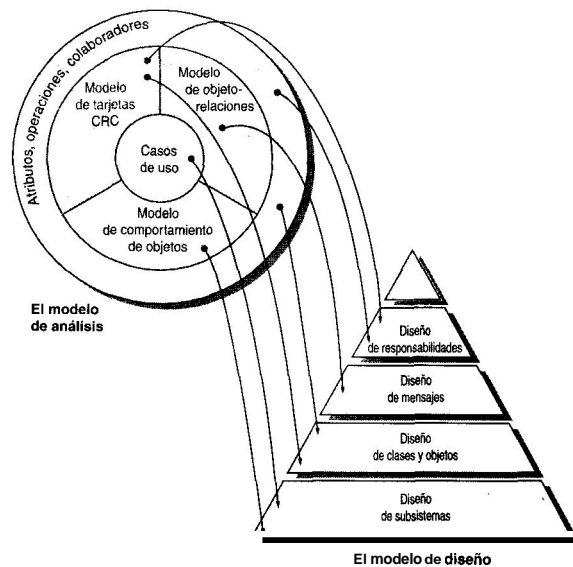 Atributos, operaciones, colaboradores
Modelo
de tarjetas
CRC
Modelo
de objeto-
relaciones
Casos
de uso
Modelo
de comportamiento
de objetos
El modelo
de análisis
Diseño
de responsabilidades
Diseño
de mensajes
Diseño
de clases y objetos
Diseño
de subsistemas
El modelo de diseño